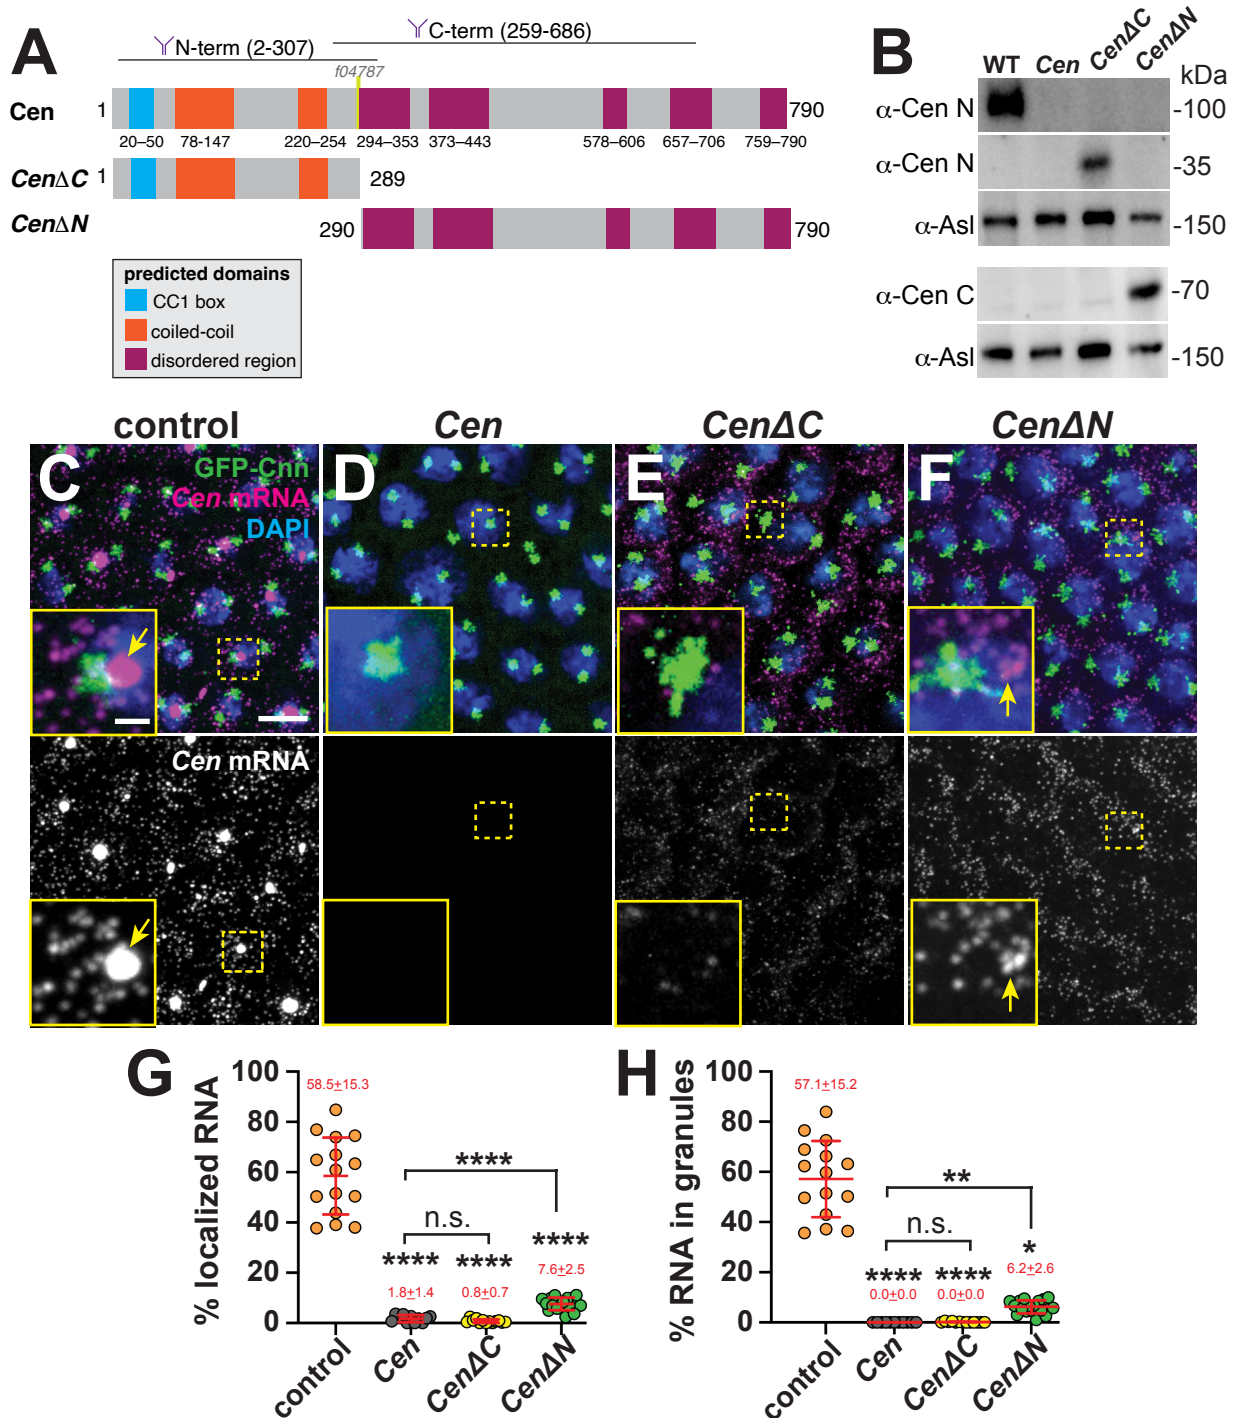 A
N-term (2-307)
C-term (259-686)
f04787
Cen 1 790
20–50 78-147 220–254 294–353 373–443 578–606 657–706 759–790
CenΔC 1 289
CenΔN 290 790
predicted domains
CC1 box
coiled-coil
disordered region
B
WT Cen CenΔC CenΔN
kDa
α-Cen N -100
α-Cen N -35
α-Asl -150
α-Cen C -70
α-Asl -150
control Cen CenΔC CenΔN
C D E F
GFP-Cnn
Cen mRNA
DAPI
Cen mRNA
G
% localized RNA
100
80
60
40
20
0
58.5±15.3
****
n.s.
**** **** ****
1.8±1.4 0.8±0.7 7.6±2.5
control Cen CenΔC CenΔN
H
% RNA in granules
100
80
60
40
20
0
57.1±15.2
**
n.s.
**** **** *
0.0±0.0 0.0±0.0 6.2±2.6
control Cen CenΔC CenΔN